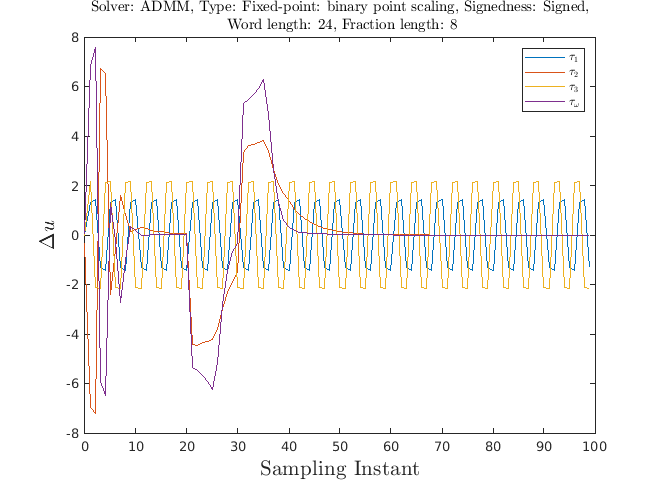 Solver: ADMM, Type: Fixed-point: binary point scaling, Signedness: Signed,
Word length: 24, Fraction length: 8
8
6
4
2
0
-2
-4
-6
-8
Δu
τ₁
τ₂
τ₃
τ_ω
0 10 20 30 40 50 60 70 80 90 100
Sampling Instant